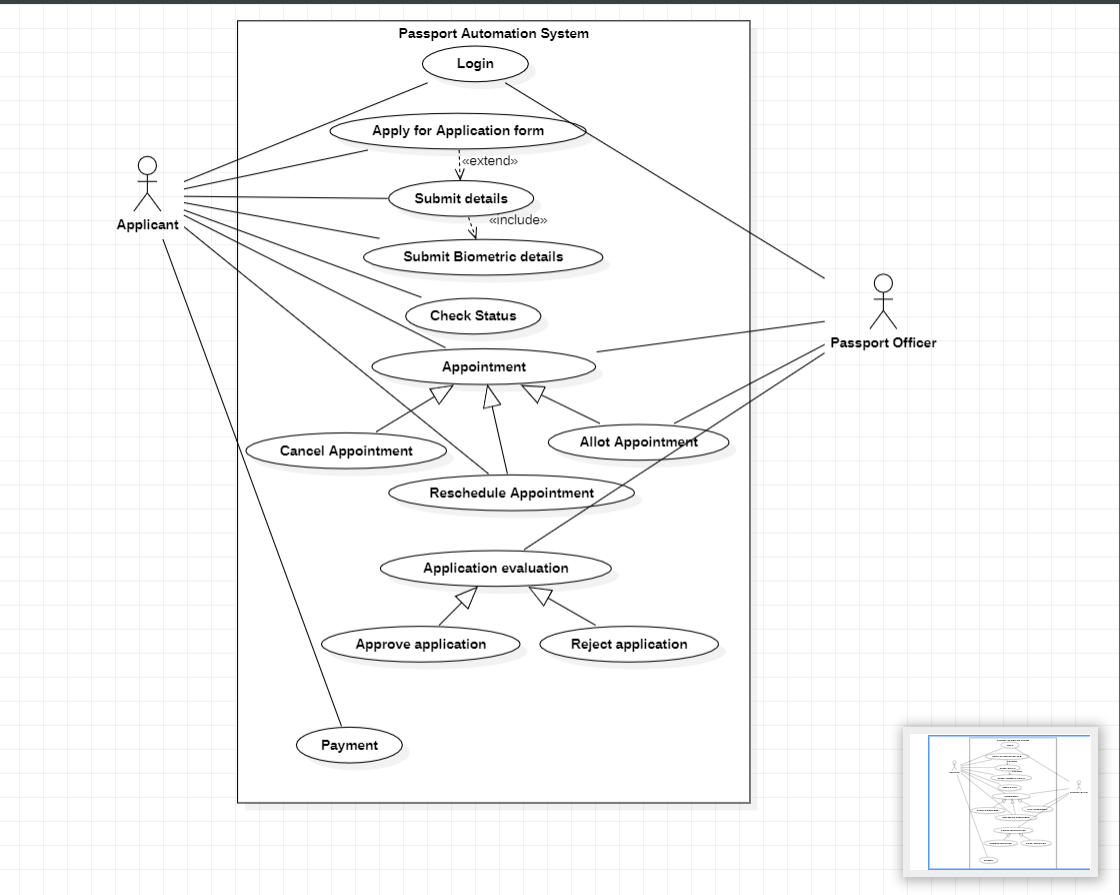 Passport Automation System
Login
Apply for Application form
«extend»
Submit details
«include»
Applicant
Submit Biometric details
Check Status
Passport Officer
Appointment
Allot Appointment
Cancel Appointment
Reschedule Appointment
Application evaluation
Approve application
Reject application
Payment